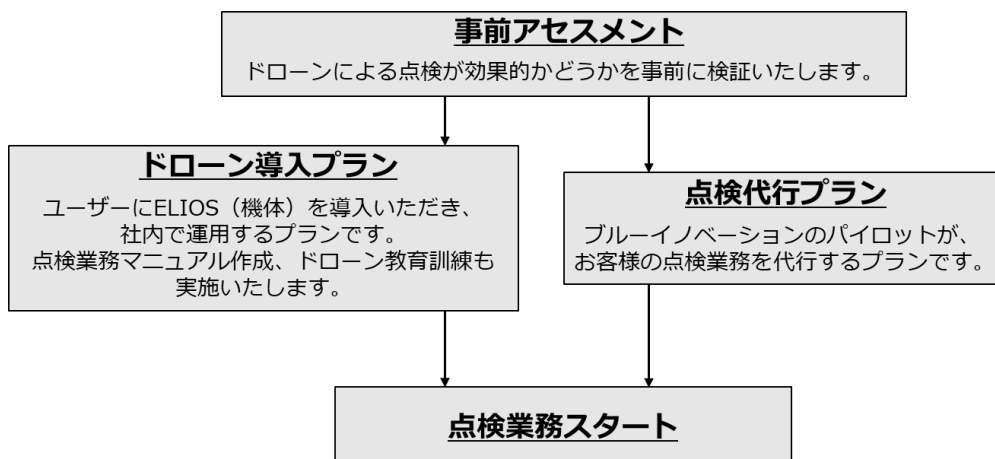 事前アセスメント
ドローンによる点検が効果的かどうかを事前に検証いたします。
ドローン導入プラン
ユーザーにELIOS（機体）を導入いただき、
社内で運用するプランです。
点検業務マニュアル作成、ドローン教育訓練も
実施いたします。
点検代行プラン
ブルーイノベーションのパイロットが、
お客様の点検業務を代行するプランです。
点検業務スタート